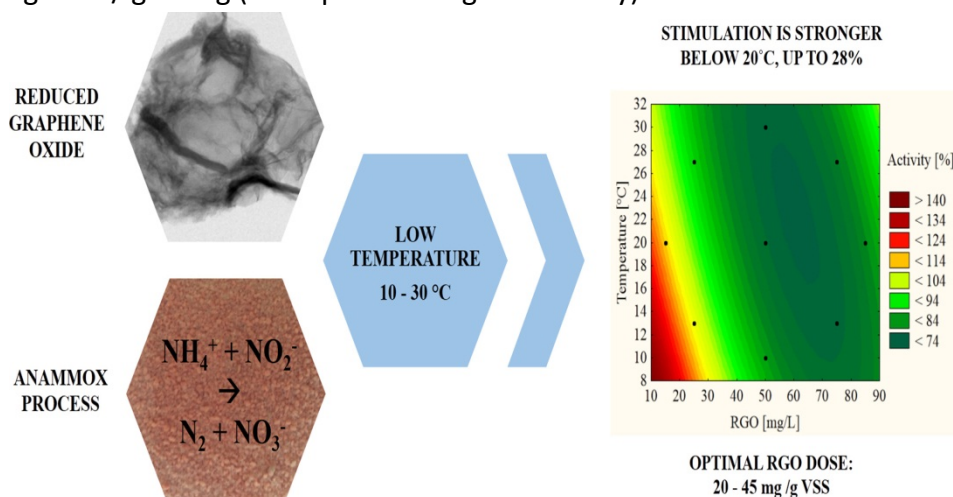 STIMULATION IS STRONGER
BELOW 20°C, UP TO 28%
REDUCED
GRAPHENE
OXIDE
LOW
TEMPERATURE
10 - 30 °C
ANAMMOX
PROCESS
NH₄⁺ + NO₂⁻
→
N₂ + NO₃⁻
Temperature [°C]
32
30
28
26
24
22
20
18
16
14
12
10
8
10 20 30 40 50 60 70 80 90
RGO [mg/L]
Activity [%]
> 140
< 134
< 124
< 114
< 104
< 94
< 84
< 74
OPTIMAL RGO DOSE:
20 - 45 mg /g VSS